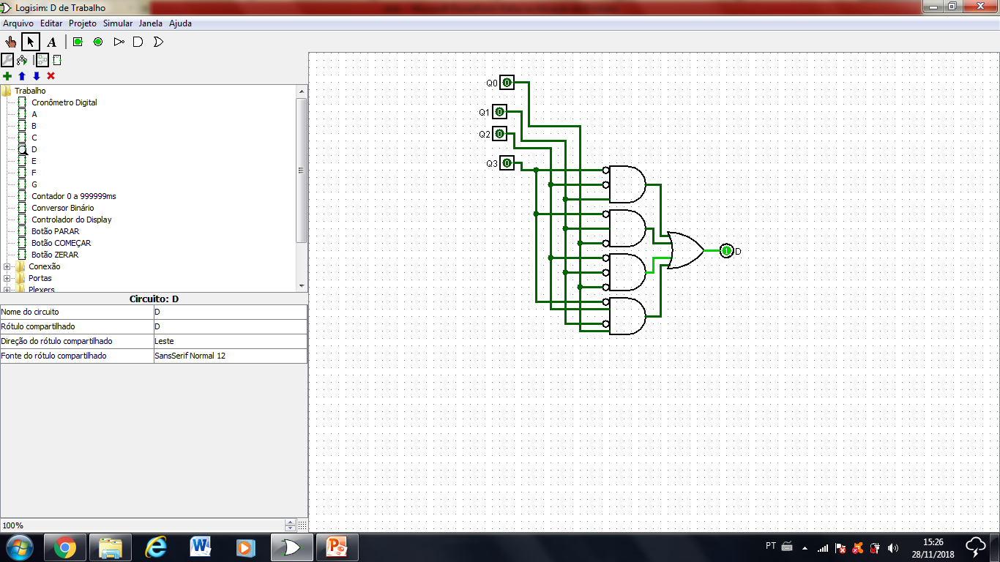 Logisim: D de Trabalho
Arquivo Editar Projeto Simular Janela Ajuda
A
Trabalho
Cronômetro Digital
A
B
C
D
E
F
G
Contador 0 a 999999ms
Conversor Binário
Controlador do Display
Botão PARAR
Botão COMEÇAR
Botão ZERAR
Conexão
Portas
Plexers
Circuito: D
Nome do circuito D
Rótulo compartilhado D
Direção do rótulo compartilhado Leste
Fonte do rótulo compartilhado SansSerif Normal 12
100%
Q0 0
Q1 0
Q2 0
Q3 0
1 D
PT
15:26
28/11/2018